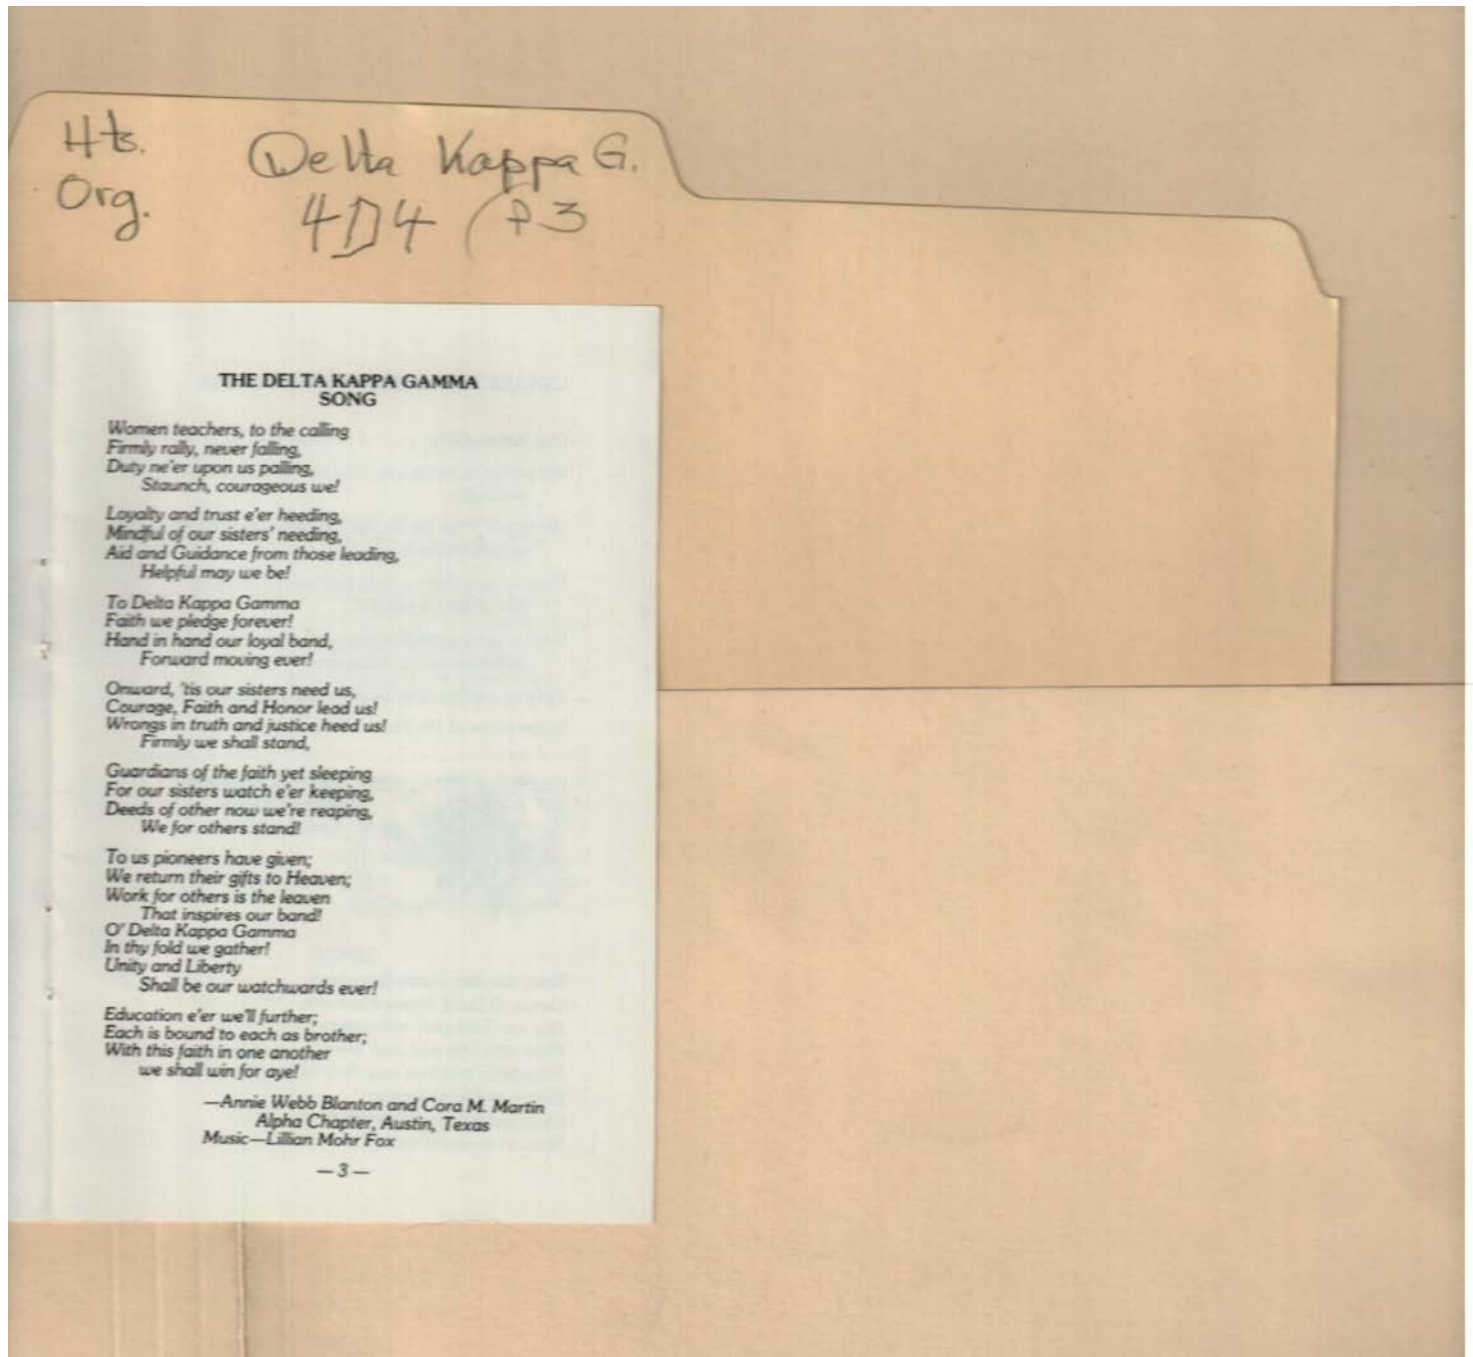 Hts. Delta Kappa G.
Org. 4D4 (P3
THE DELTA KAPPA GAMMA
SONG
Women teachers, to the calling
Firmly rally, never falling,
Duty ne'er upon us palling,
Staunch, courageous we!
Loyalty and trust e'er heeding,
Mindful of our sisters' needing,
Aid and Guidance from those leading,
Helpful may we be!
To Delta Kappa Gamma
Faith we pledge forever!
Hand in hand our loyal band,
Forward moving ever!
Onward, 'tis our sisters need us,
Courage, Faith and Honor lead us!
Wrongs in truth and justice heed us!
Firmly we shall stand,
Guardians of the faith yet sleeping
For our sisters watch e'er keeping,
Deeds of other now we're reaping,
We for others stand!
To us pioneers have given;
We return their gifts to Heaven;
Work for others is the leaven
That inspires our band!
O' Delta Kappa Gamma
In thy fold we gather!
Unity and Liberty
Shall be our watchwards ever!
Education e'er we'll further;
Each is bound to each as brother;
With this faith in one another
we shall win for aye!
—Annie Webb Blanton and Cora M. Martin
Alpha Chapter, Austin, Texas
Music—Lillian Mohr Fox
— 3 —